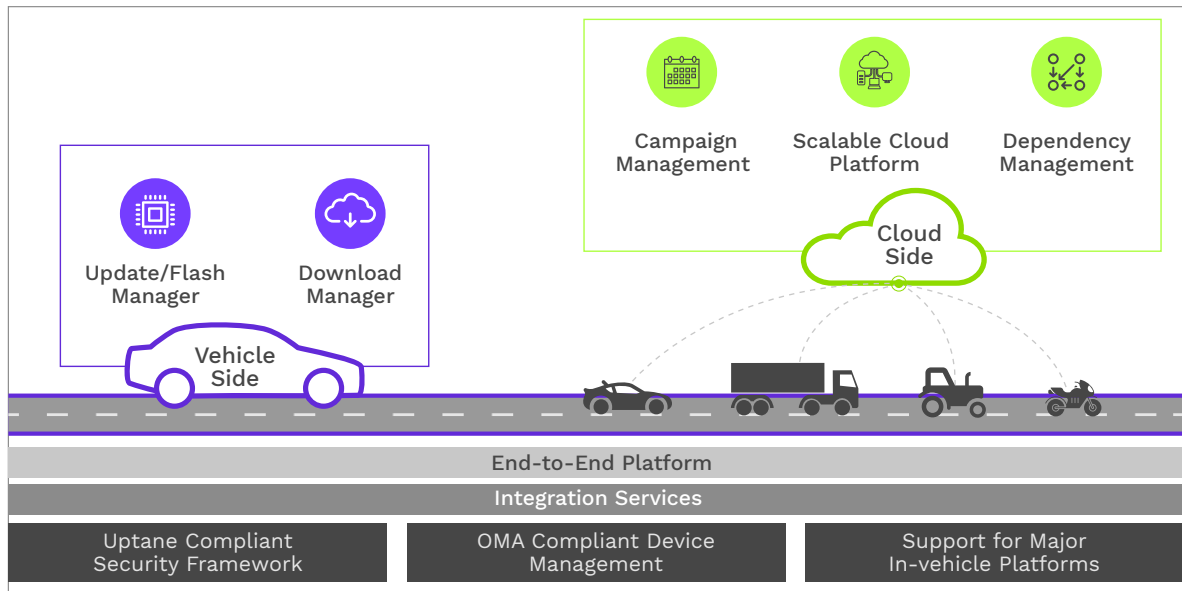 Campaign
Management
Scalable Cloud
Platform
Dependency
Management
Update/Flash
Manager
Download
Manager
Cloud
Side
Vehicle
Side
End-to-End Platform
Integration Services
Uptane Compliant
Security Framework
OMA Compliant Device
Management
Support for Major
In-vehicle Platforms